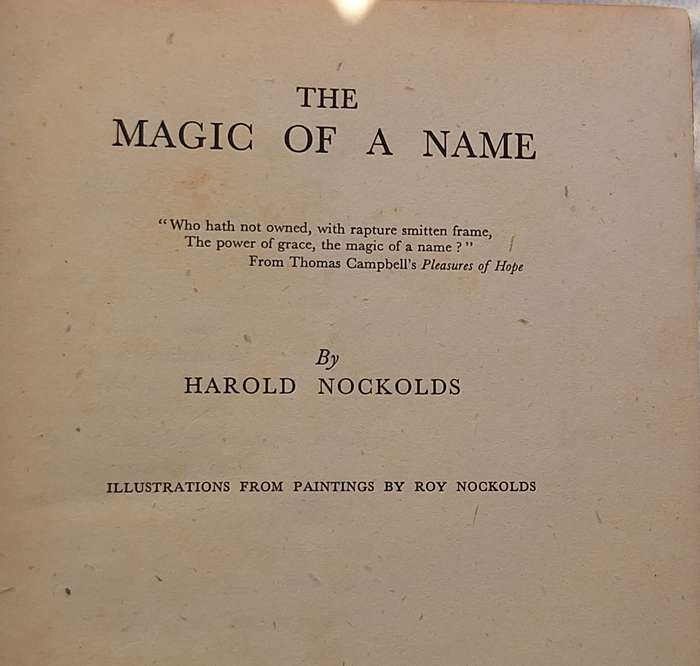 THE
MAGIC OF A NAME
“Who hath not owned, with rapture smitten frame,
The power of grace, the magic of a name ?”
From Thomas Campbell’s Pleasures of Hope
By
HAROLD NOCKOLDS
ILLUSTRATIONS FROM PAINTINGS BY ROY NOCKOLDS